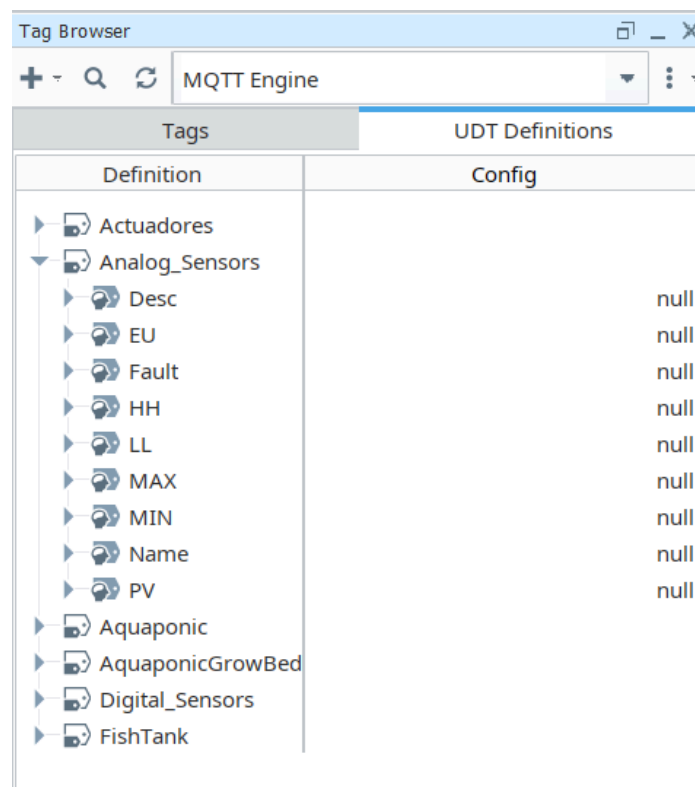 Tag Browser
MQTT Engine
Tags UDT Definitions
Definition Config
Actuadores
Analog_Sensors
Desc null
EU null
Fault null
HH null
LL null
MAX null
MIN null
Name null
PV null
Aquaponic
AquaponicGrowBed
Digital_Sensors
FishTank